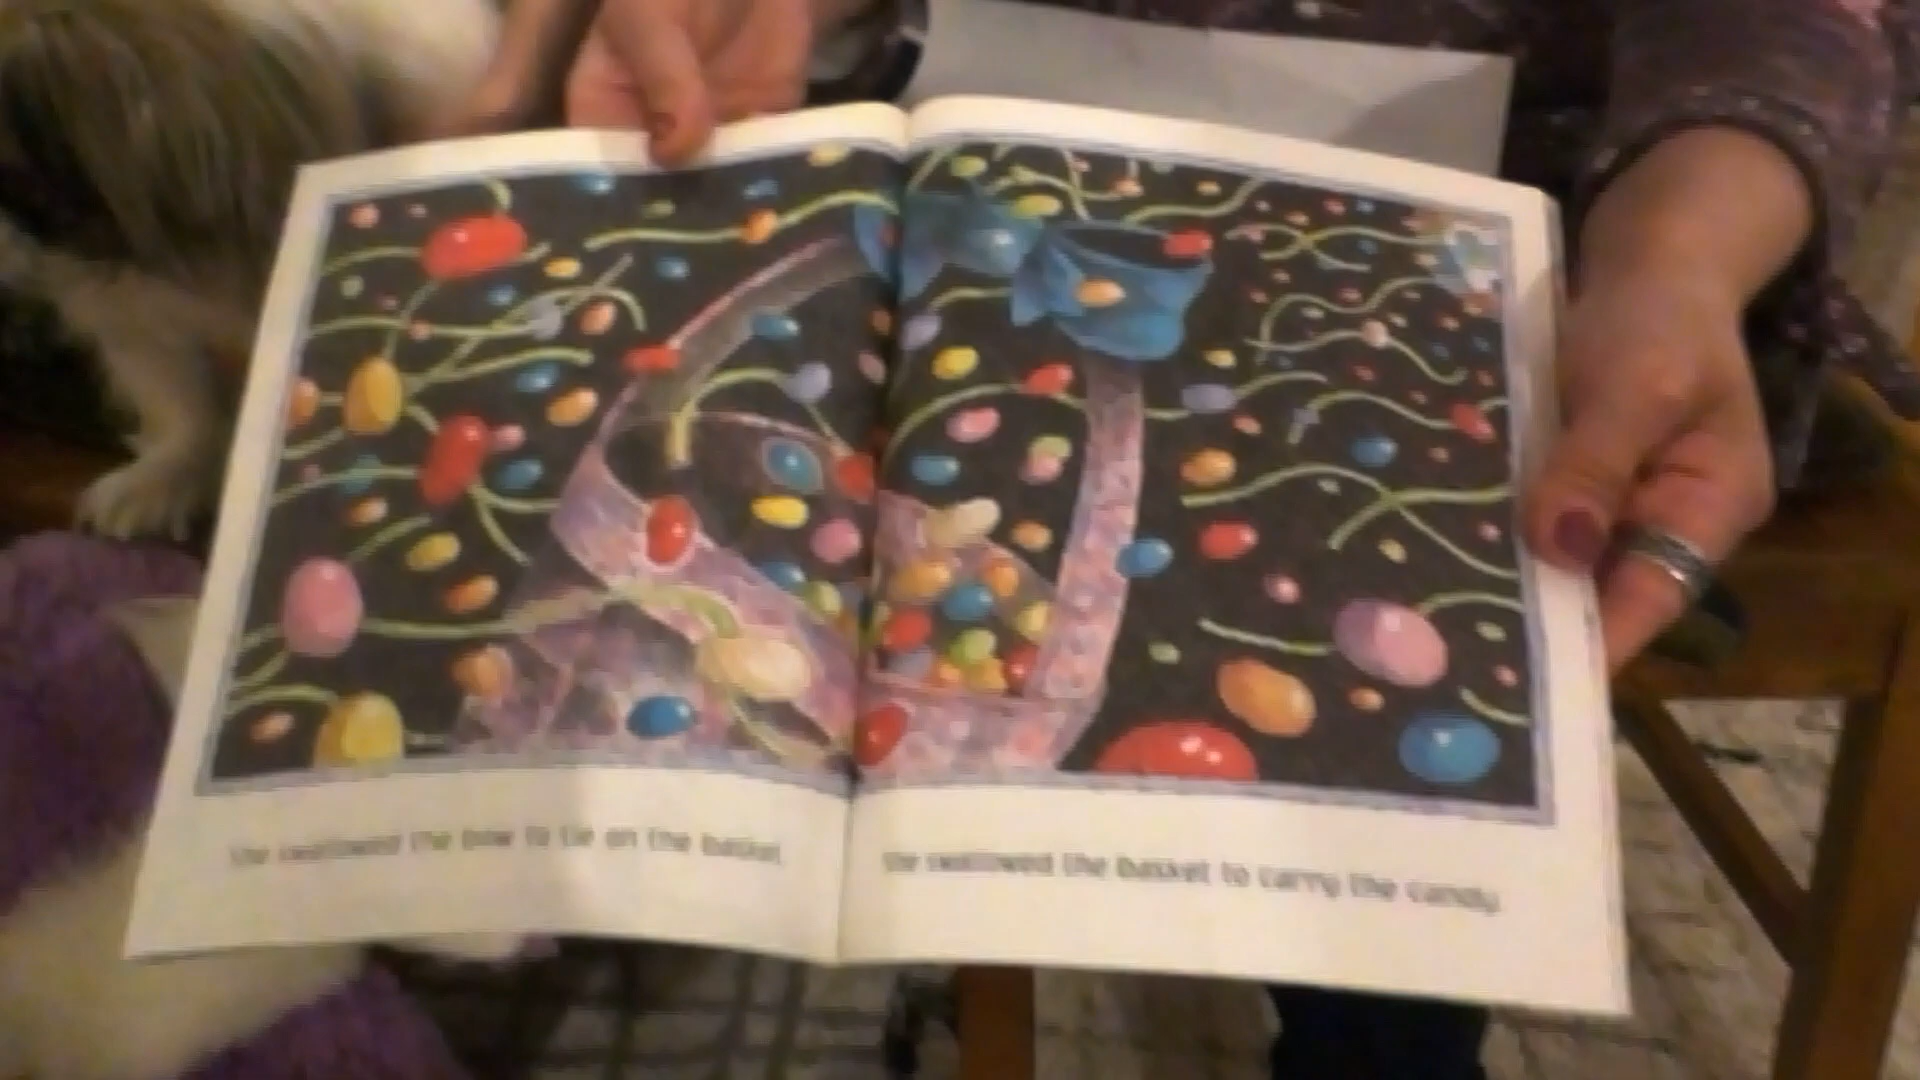 She swallowed the bow to tie on the basket.
She swallowed the basket to carry the candy.